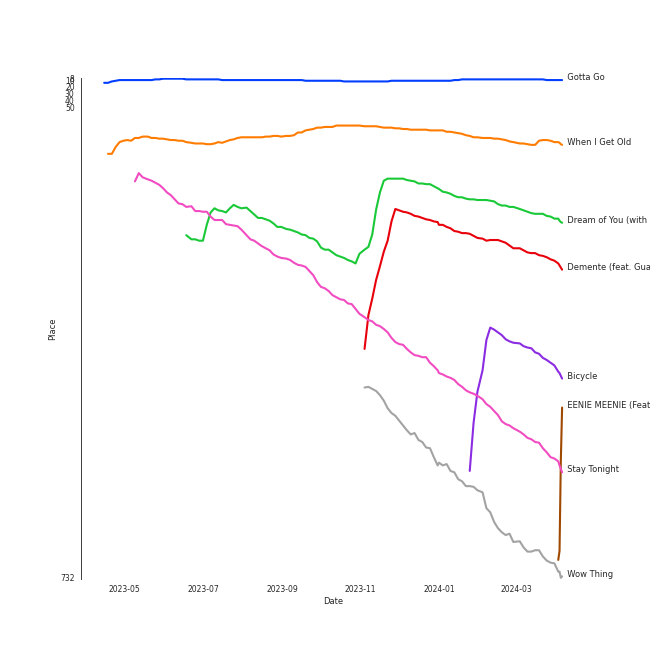 8
10
20
30
40
50
732
Place
Gotta Go
When I Get Old
Dream of You (with
Demente (feat. Gua
Bicycle
EENIE MEENIE (Feat
Stay Tonight
Wow Thing
2023-05
2023-07
2023-09
2023-11
2024-01
2024-03
Date